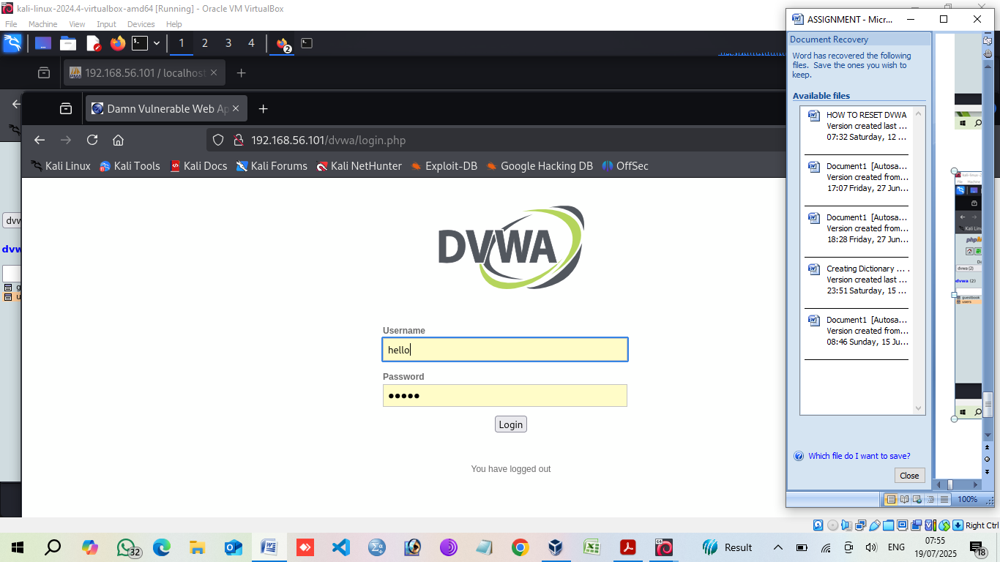 kali-linux-2024.4-virtualbox-amd64 [Running] - Oracle VM VirtualBox
File Machine View Input Devices Help
1 2 3 4 2
192.168.56.101 / localhost
Damn Vulnerable Web Ap
192.168.56.101/dvwa/login.php
Kali Linux Kali Tools Kali Docs Kali Forums Kali NetHunter Exploit-DB Google Hacking DB OffSec
DVWA
Username
hello
Password
●●●●●
Login
You have logged out
dvw
dvw
g
u
ASSIGNMENT - Micr...
Document Recovery
Word has recovered the following
files. Save the ones you wish to
keep.
Available files
HOW TO RESET DVWA
Version created last ...
07:32 Saturday, 12 ...
Document1 [Autosa...
Version created from...
17:07 Friday, 27 Jun...
Document1 [Autosa...
Version created from...
18:28 Friday, 27 Jun...
Creating Dictionary ... .
Version created last ...
23:51 Saturday, 15 ...
Document1 [Autosa...
Version created from...
08:46 Sunday, 15 Ju...
Which file do I want to save?
Close
dvwa (2)
dvwa (2)
guestbook
users
100%
Right Ctrl
32
Result
ENG
07:55
19/07/2025
18